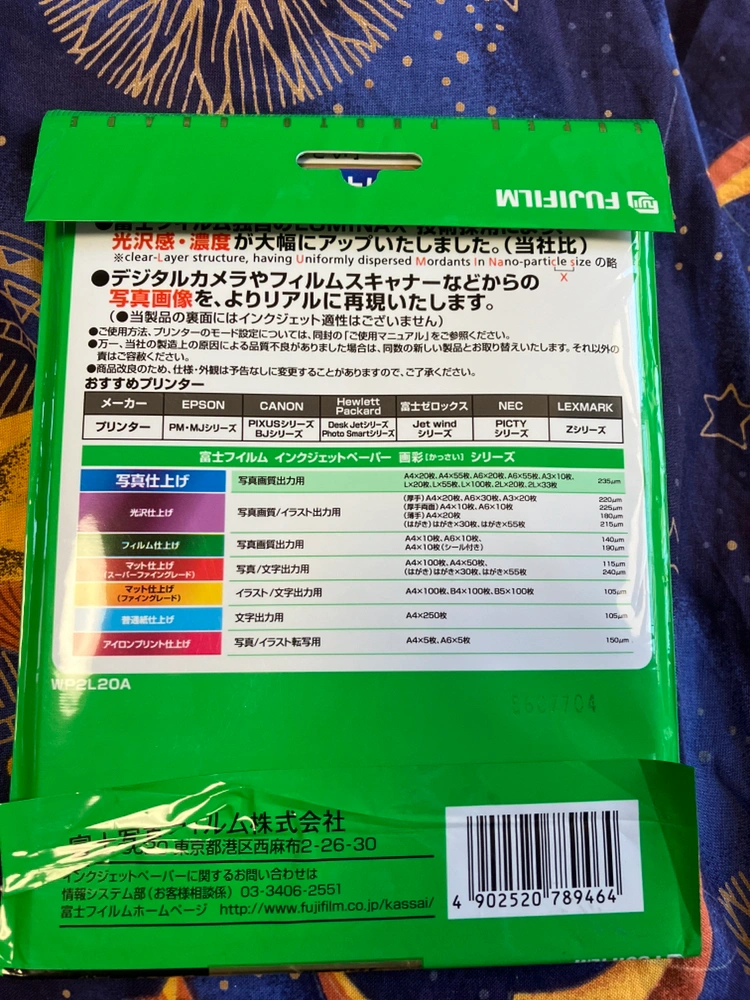 FUJIFILM
●富士フイルム独自のLUMINAX技術採用により、
光沢感・濃度が大幅にアップいたしました。(当社比)
※clear-Layer structure, having Uniformly dispersed Mordants In Nano-particle size の略
X
●デジタルカメラやフィルムスキャナーなどからの
写真画像を、よりリアルに再現いたします。
(●当製品の裏面にはインクジェット適性はございません)
●ご使用方法、プリンターのモード設定については、同封の「ご使用マニュアル」をご参照ください。
●万一、当社の製造上の原因による品質不良がありました場合は、同数の新しい製品とお取り替えいたします。それ以外の
責はご容赦ください。
●商品改良のため、仕様・外観は予告なしに変更することがありますので、ご了承ください。
おすすめプリンター
メーカー EPSON CANON Hewlett Packard 富士ゼロックス NEC LEXMARK
プリンター PM・MJシリーズ PIXUSシリーズ BJシリーズ Desk Jetシリーズ Photo Smartシリーズ Jet wind シリーズ PICTY シリーズ Zシリーズ
富士フイルム インクジェットペーパー 画彩[かっさい] シリーズ
写真仕上げ 写真画質出力用 A4×20枚、A4×55枚、A6×20枚、A6×55枚、A3×10枚、 235μm
L×20枚、L×55枚、L×100枚、2L×20枚、2L×33枚
光沢仕上げ 写真画質/イラスト出力用 (厚手)A4×20枚、A6×30枚、A3×20枚 220μm
(厚手両面)A4×10枚、A6×10枚 225μm
(薄手)A4×20枚 180μm
(はがき)はがき×30枚、はがき×55枚 215μm
フィルム仕上げ 写真画質出力用 A4×10枚、A6×10枚、 140μm
A4×10枚(シール付き) 190μm
マット仕上げ (スーパーファイングレード) 写真/文字出力用 A4×100枚、A4×50枚、 115μm
(はがき)はがき×30枚、はがき×55枚 240μm
マット仕上げ (ファイングレード) イラスト/文字出力用 A4×100枚、B4×100枚、B5×100枚 105μm
普通紙仕上げ 文字出力用 A4×250枚 105μm
アイロンプリント仕上げ 写真/イラスト転写用 A4×5枚、A6×5枚 150μm
WP2L20A
富士写真フイルム株式会社
東京都港区西麻布2-26-30
インクジェットペーパーに関するお問い合わせは
情報システム部(お客様相談係) 03-3406-2551
富士フイルムホームページ http://www.fujifilm.co.jp/kassai/
4 902520 789464